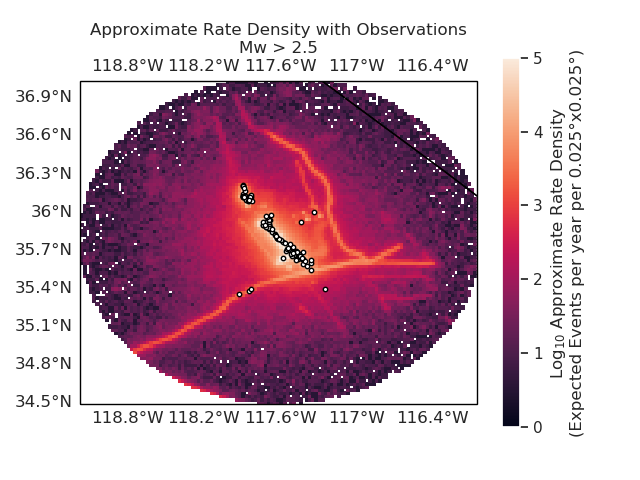 Approximate Rate Density with Observations
Mw > 2.5
118.8°W 118.2°W 117.6°W 117°W 116.4°W
36.9°N
36.6°N
36.3°N
36°N
35.7°N
35.4°N
35.1°N
34.8°N
34.5°N
118.8°W 118.2°W 117.6°W 117°W 116.4°W
5
4
3
2
1
0
Log₁₀ Approximate Rate Density
(Expected Events per year per 0.025°x0.025°)